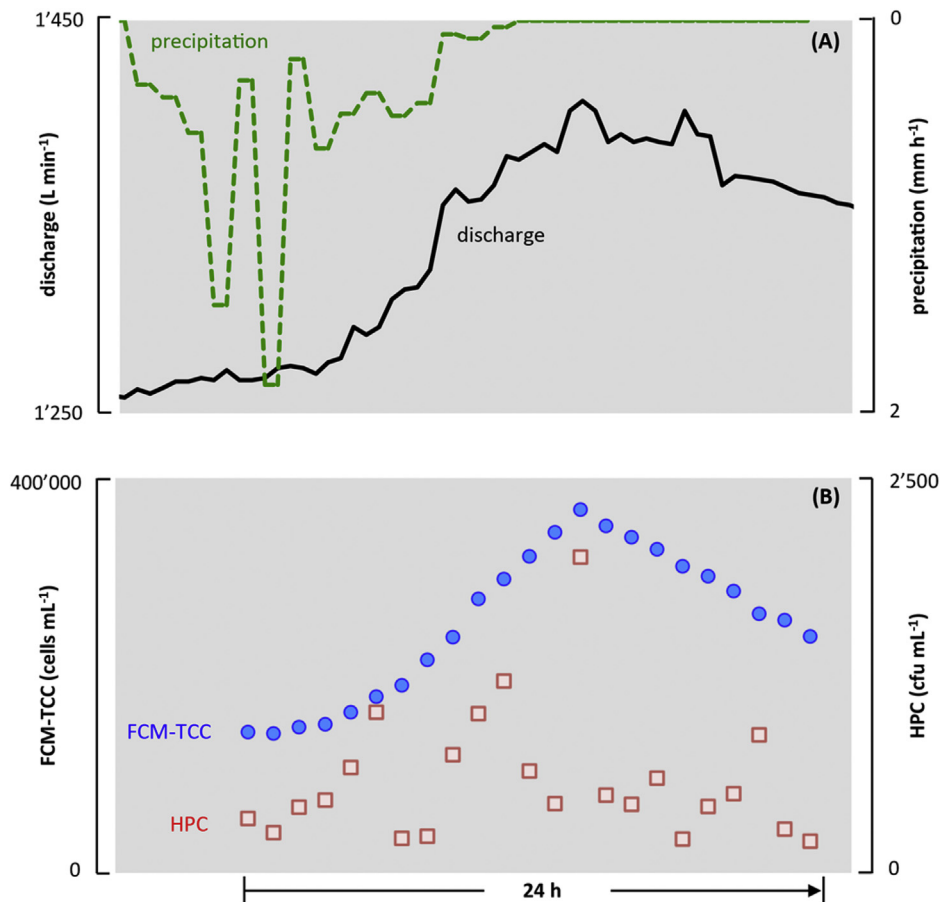 1’450
0
precipitation
(A)
discharge (L min⁻¹)
precipitation (mm h⁻¹)
discharge
1’250
2
400’000
2’500
(B)
FCM-TCC (cells mL⁻¹)
HPC (cfu mL⁻¹)
FCM-TCC
HPC
0
0
24 h